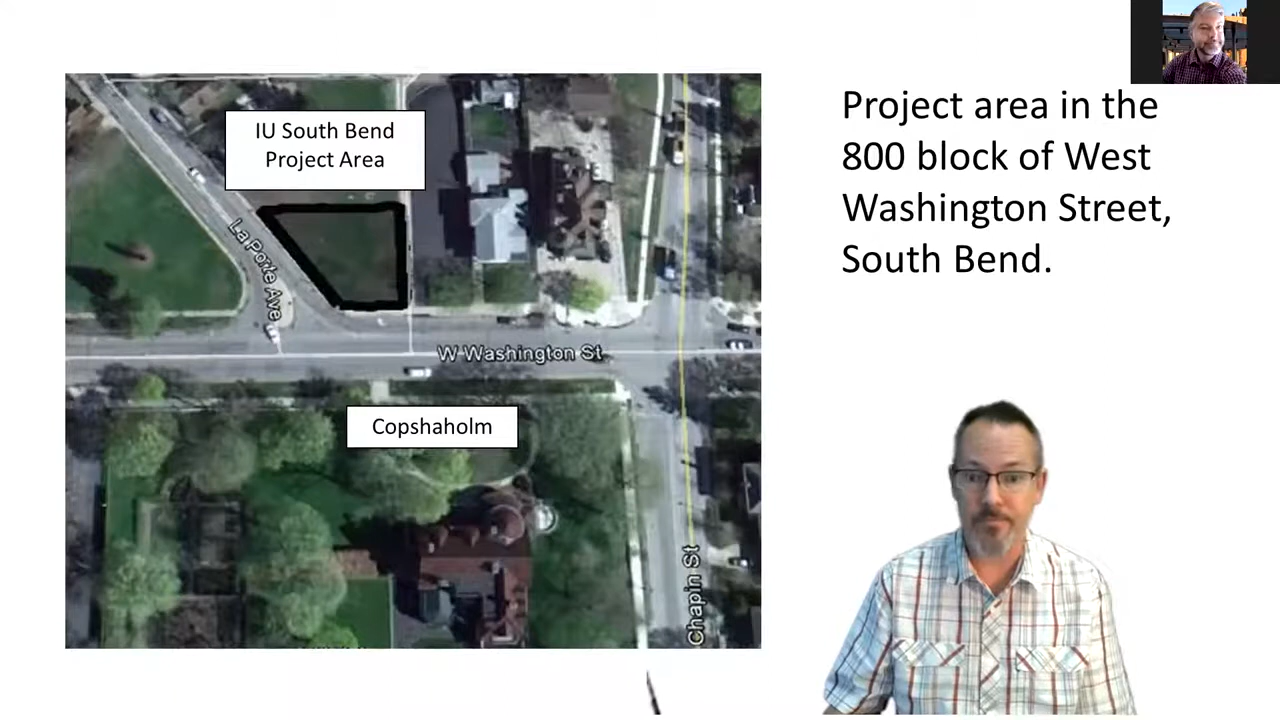 IU South Bend
Project Area
La Porte Ave
W Washington St
Copshaholm
Chapin St
Project area in the
800 block of West
Washington Street,
South Bend.